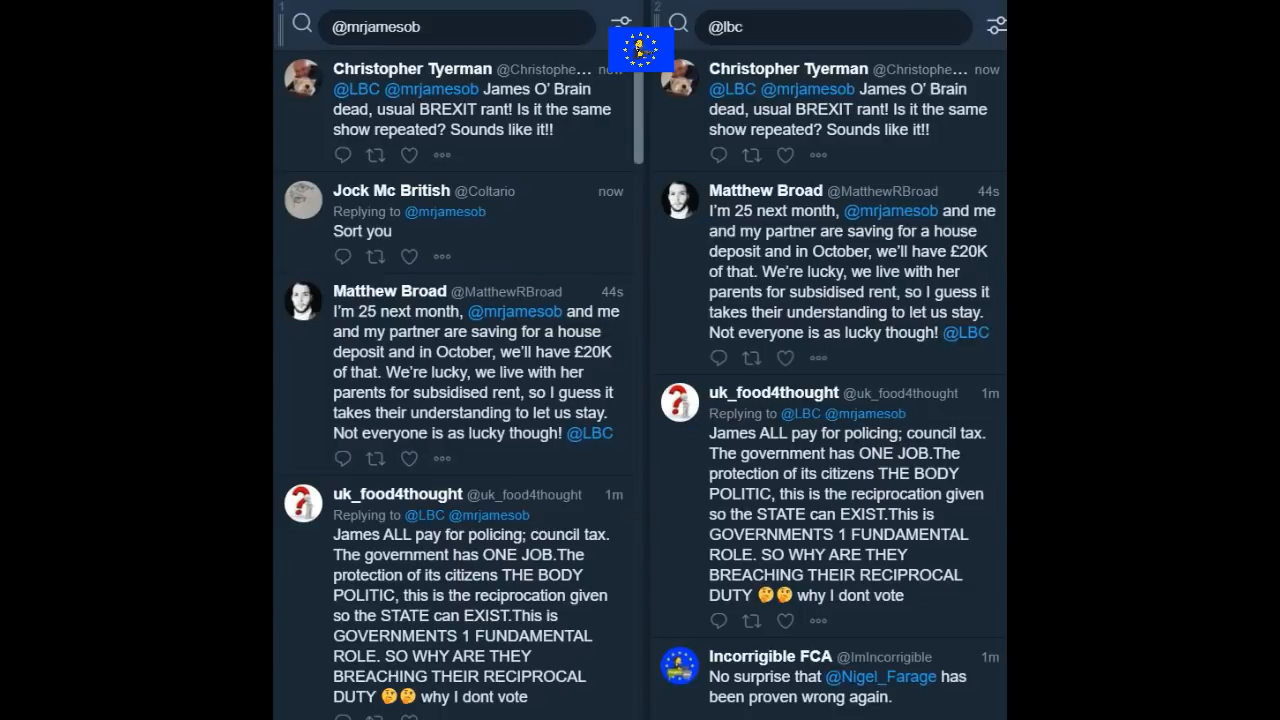 1
@mrjamesob
Christopher Tyerman @Christophe... now
@LBC @mrjamesob James O' Brain
dead, usual BREXIT rant! Is it the same
show repeated? Sounds like it!!
Jock Mc British @Coltario now
Replying to @mrjamesob
Sort you
Matthew Broad @MatthewRBroad 44s
I'm 25 next month, @mrjamesob and me
and my partner are saving for a house
deposit and in October, we'll have £20K
of that. We're lucky, we live with her
parents for subsidised rent, so I guess it
takes their understanding to let us stay.
Not everyone is as lucky though! @LBC
uk_food4thought @uk_food4thought 1m
Replying to @LBC @mrjamesob
James ALL pay for policing; council tax.
The government has ONE JOB.The
protection of its citizens THE BODY
POLITIC, this is the reciprocation given
so the STATE can EXIST.This is
GOVERNMENTS 1 FUNDAMENTAL
ROLE. SO WHY ARE THEY
BREACHING THEIR RECIPROCAL
DUTY 🤔🤔 why I dont vote
2
@lbc
Christopher Tyerman @Christophe... now
@LBC @mrjamesob James O' Brain
dead, usual BREXIT rant! Is it the same
show repeated? Sounds like it!!
Matthew Broad @MatthewRBroad 44s
I'm 25 next month, @mrjamesob and me
and my partner are saving for a house
deposit and in October, we'll have £20K
of that. We're lucky, we live with her
parents for subsidised rent, so I guess it
takes their understanding to let us stay.
Not everyone is as lucky though! @LBC
uk_food4thought @uk_food4thought 1m
Replying to @LBC @mrjamesob
James ALL pay for policing; council tax.
The government has ONE JOB.The
protection of its citizens THE BODY
POLITIC, this is the reciprocation given
so the STATE can EXIST.This is
GOVERNMENTS 1 FUNDAMENTAL
ROLE. SO WHY ARE THEY
BREACHING THEIR RECIPROCAL
DUTY 🤔🤔 why I dont vote
Incorrigible FCA @ImIncorrigible 1m
No surprise that @Nigel_Farage has
been proven wrong again.